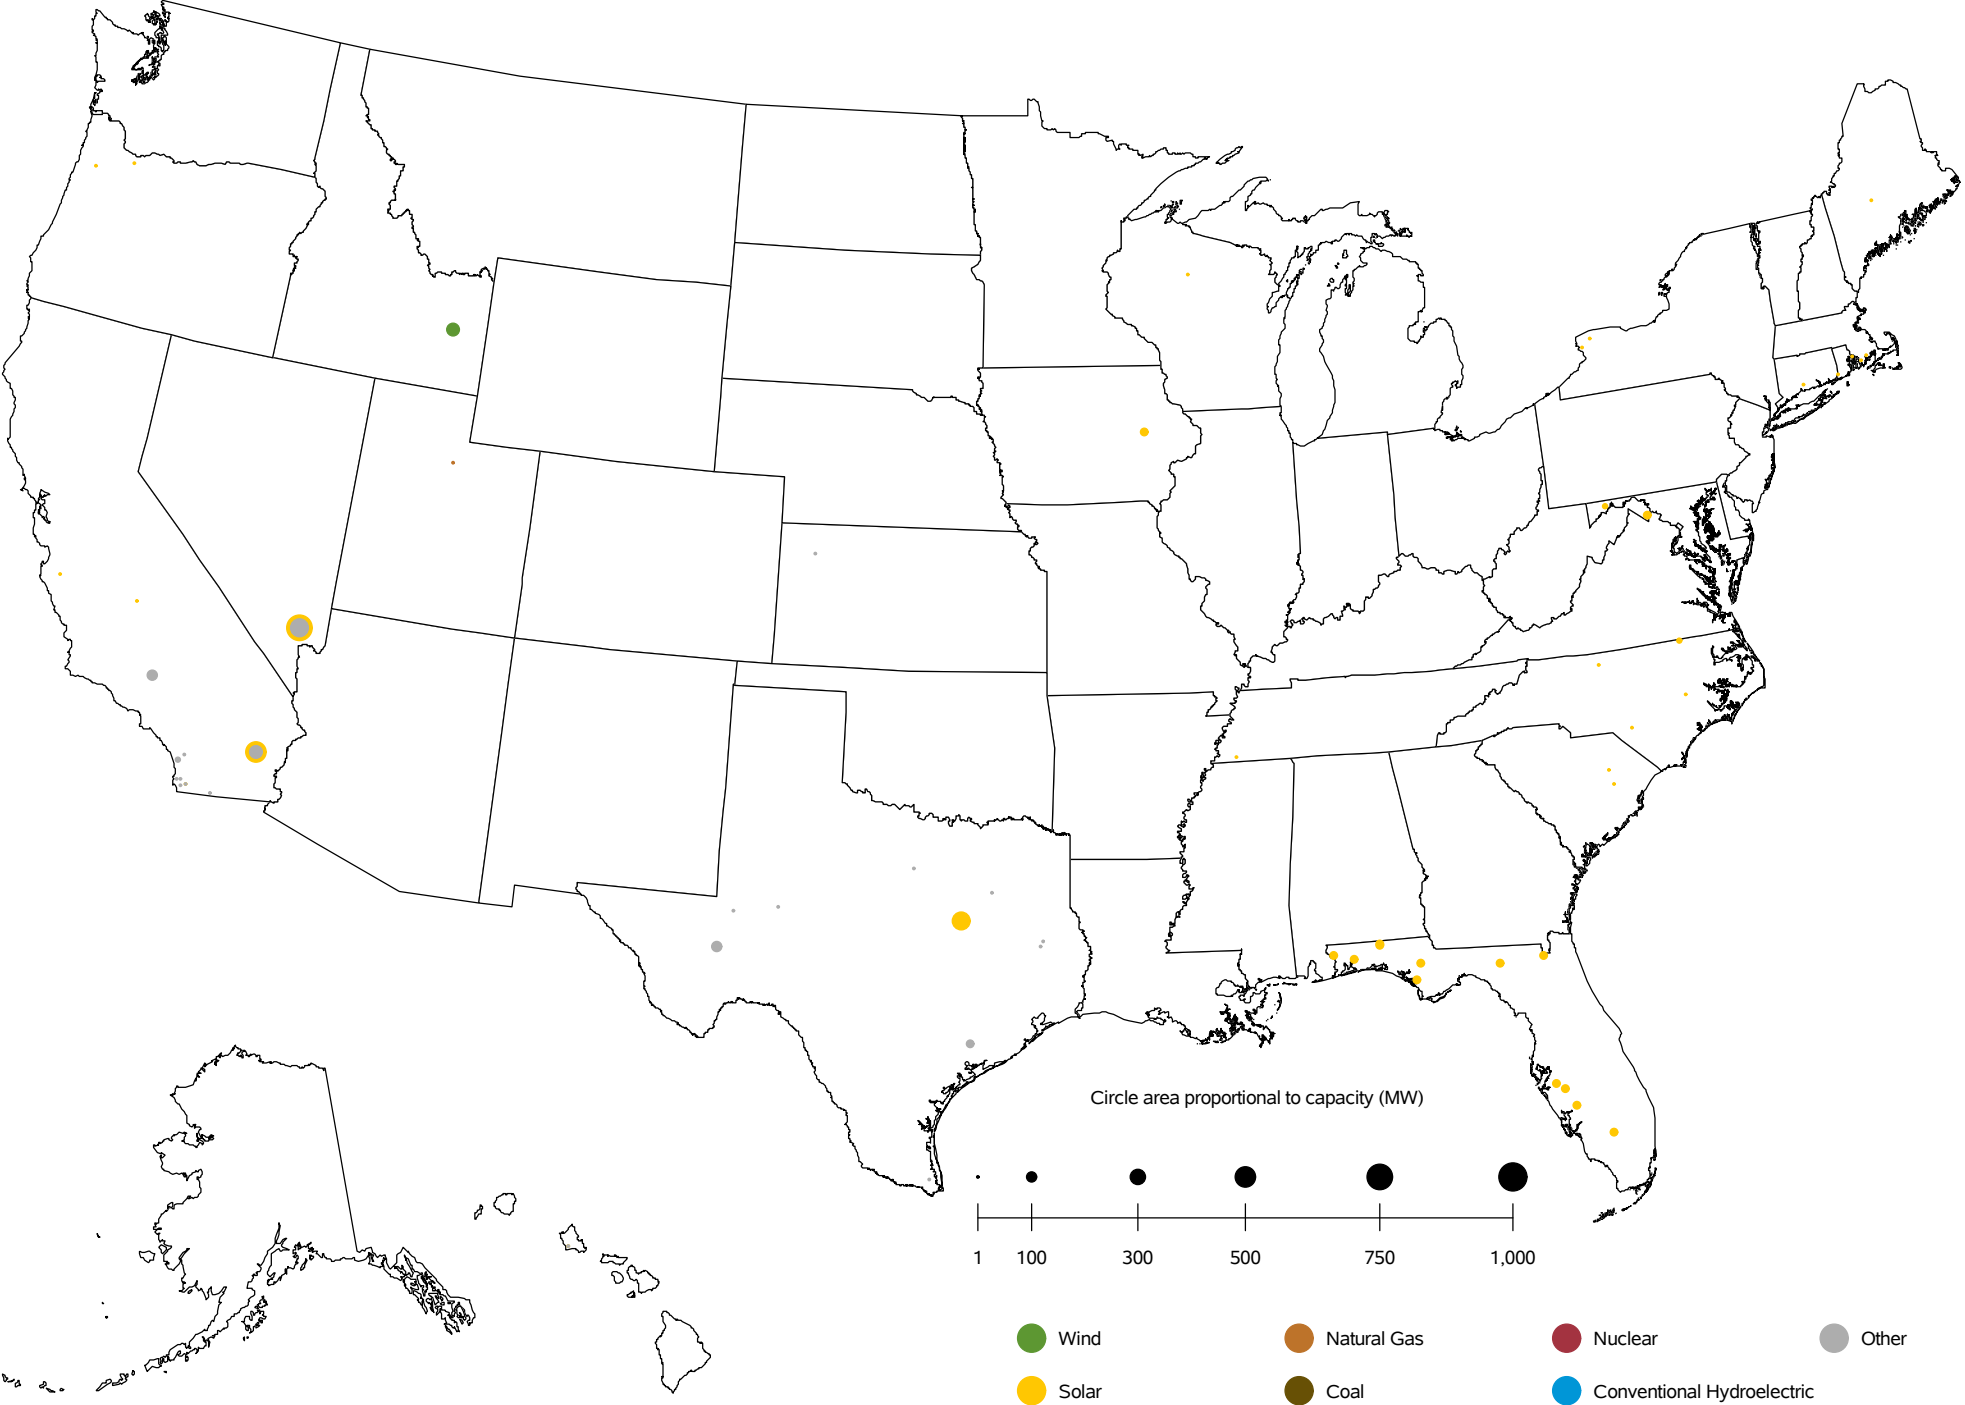 Circle area proportional to capacity (MW)
1 100 300 500 750 1,000
Wind Natural Gas Nuclear Other
Solar Coal Conventional Hydroelectric